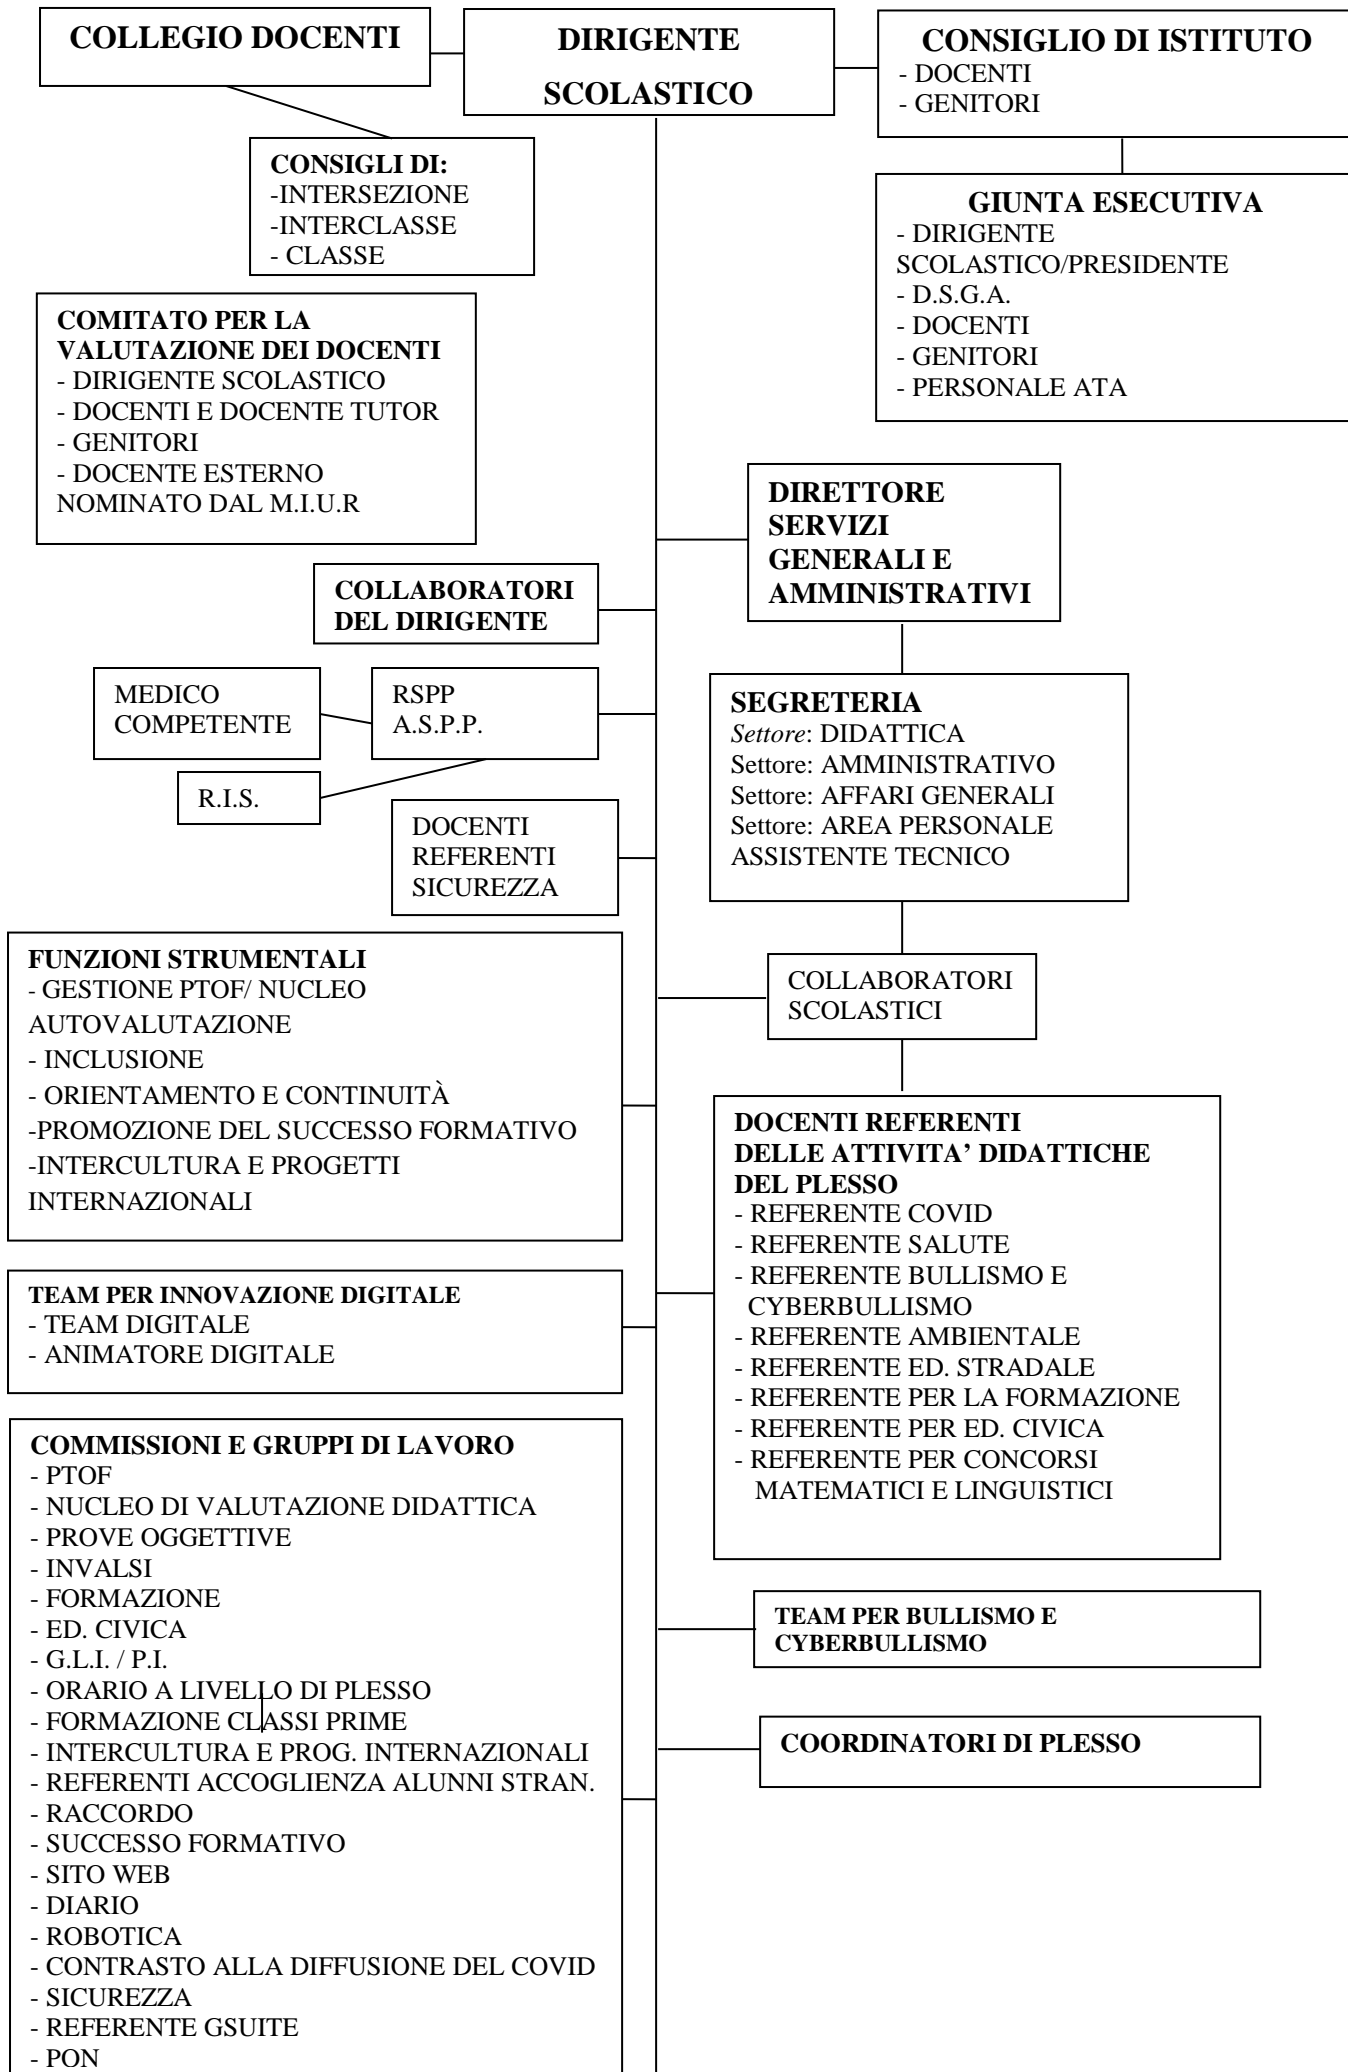 COLLEGIO DOCENTI
DIRIGENTE
SCOLASTICO
CONSIGLIO DI ISTITUTO
- DOCENTI
- GENITORI
CONSIGLI DI:
-INTERSEZIONE
-INTERCLASSE
- CLASSE
GIUNTA ESECUTIVA
- DIRIGENTE
SCOLASTICO/PRESIDENTE
- D.S.G.A.
- DOCENTI
- GENITORI
- PERSONALE ATA
COMITATO PER LA
VALUTAZIONE DEI DOCENTI
- DIRIGENTE SCOLASTICO
- DOCENTI E DOCENTE TUTOR
- GENITORI
- DOCENTE ESTERNO
NOMINATO DAL M.I.U.R
DIRETTORE
SERVIZI
GENERALI E
AMMINISTRATIVI
COLLABORATORI
DEL DIRIGENTE
MEDICO
COMPETENTE
RSPP
A.S.P.P.
R.I.S.
SEGRETERIA
Settore: DIDATTICA
Settore: AMMINISTRATIVO
Settore: AFFARI GENERALI
Settore: AREA PERSONALE
ASSISTENTE TECNICO
DOCENTI
REFERENTI
SICUREZZA
FUNZIONI STRUMENTALI
- GESTIONE PTOF/ NUCLEO
AUTOVALUTAZIONE
- INCLUSIONE
- ORIENTAMENTO E CONTINUITÀ
-PROMOZIONE DEL SUCCESSO FORMATIVO
-INTERCULTURA E PROGETTI
INTERNAZIONALI
COLLABORATORI
SCOLASTICI
DOCENTI REFERENTI
DELLE ATTIVITA’ DIDATTICHE
DEL PLESSO
- REFERENTE COVID
- REFERENTE SALUTE
- REFERENTE BULLISMO E
CYBERBULLISMO
- REFERENTE AMBIENTALE
- REFERENTE ED. STRADALE
- REFERENTE PER LA FORMAZIONE
- REFERENTE PER ED. CIVICA
- REFERENTE PER CONCORSI
MATEMATICI E LINGUISTICI
TEAM PER INNOVAZIONE DIGITALE
- TEAM DIGITALE
- ANIMATORE DIGITALE
COMMISSIONI E GRUPPI DI LAVORO
- PTOF
- NUCLEO DI VALUTAZIONE DIDATTICA
- PROVE OGGETTIVE
- INVALSI
- FORMAZIONE
- ED. CIVICA
- G.L.I. / P.I.
- ORARIO A LIVELLO DI PLESSO
- FORMAZIONE CLASSI PRIME
- INTERCULTURA E PROG. INTERNAZIONALI
- REFERENTI ACCOGLIENZA ALUNNI STRAN.
- RACCORDO
- SUCCESSO FORMATIVO
- SITO WEB
- DIARIO
- ROBOTICA
- CONTRASTO ALLA DIFFUSIONE DEL COVID
- SICUREZZA
- REFERENTE GSUITE
- PON
TEAM PER BULLISMO E
CYBERBULLISMO
COORDINATORI DI PLESSO